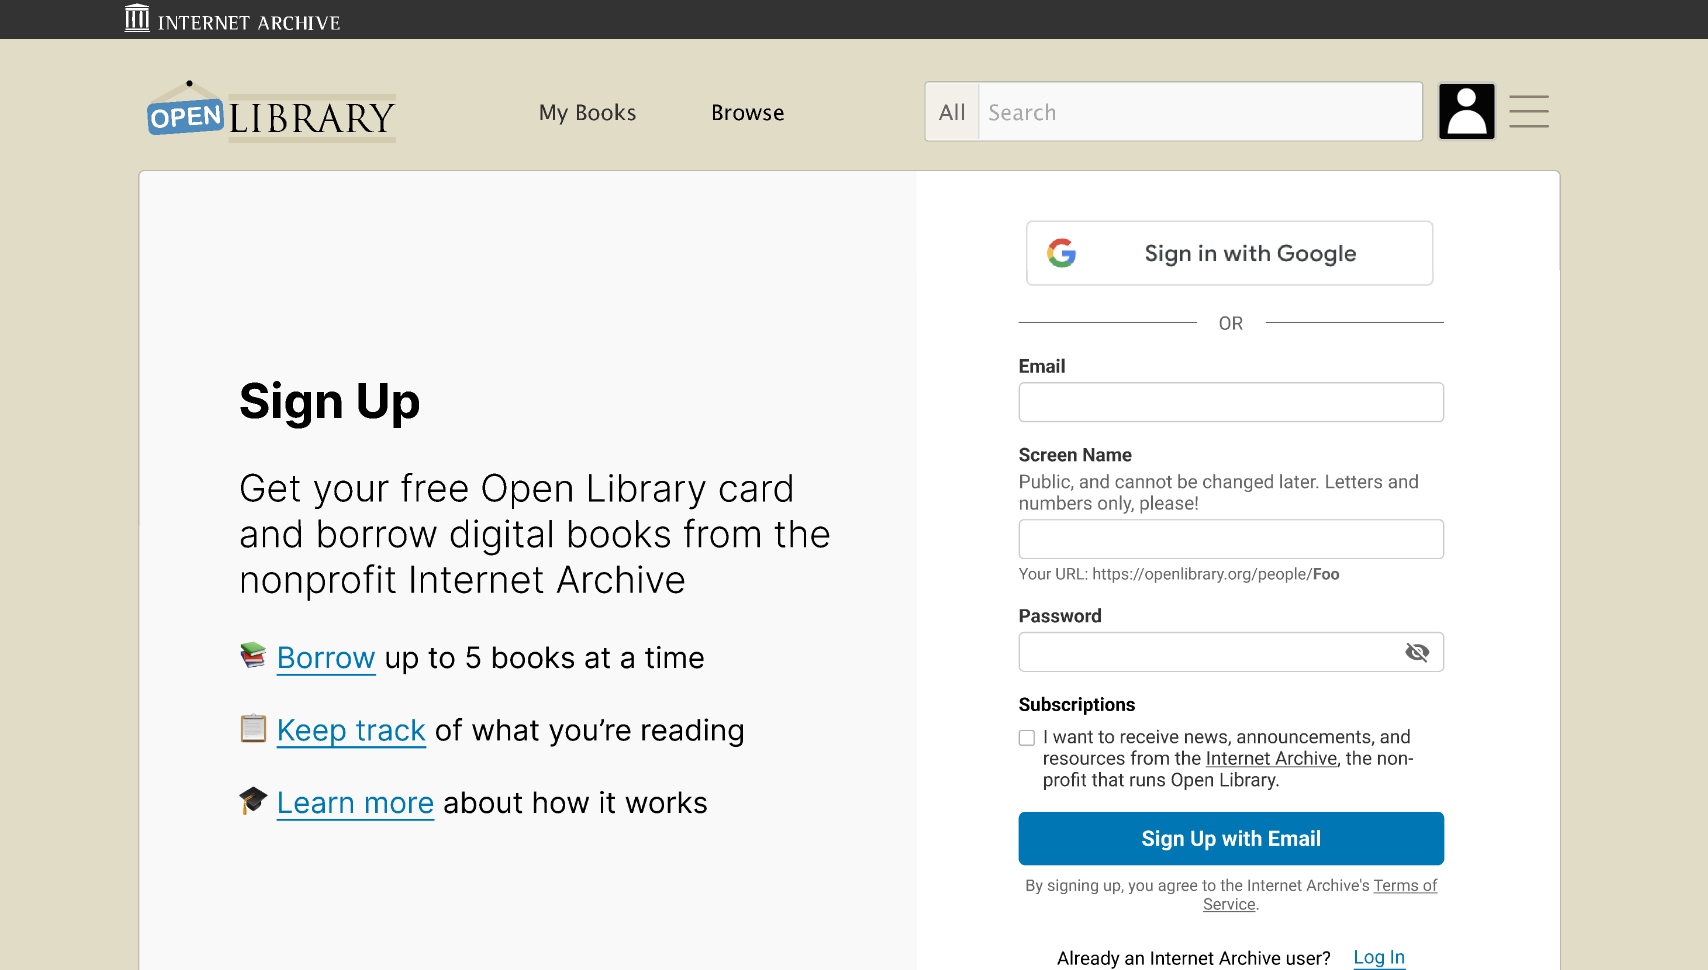 INTERNET ARCHIVE
OPEN LIBRARY
My Books
Browse
All
Search
Sign in with Google
OR
Sign Up
Get your free Open Library card
and borrow digital books from the
nonprofit Internet Archive
Borrow up to 5 books at a time
Keep track of what you’re reading
Learn more about how it works
Email
Screen Name
Public, and cannot be changed later. Letters and
numbers only, please!
Your URL: https://openlibrary.org/people/Foo
Password
Subscriptions
I want to receive news, announcements, and
resources from the Internet Archive, the non-
profit that runs Open Library.
Sign Up with Email
By signing up, you agree to the Internet Archive's Terms of
Service.
Already an Internet Archive user? Log In